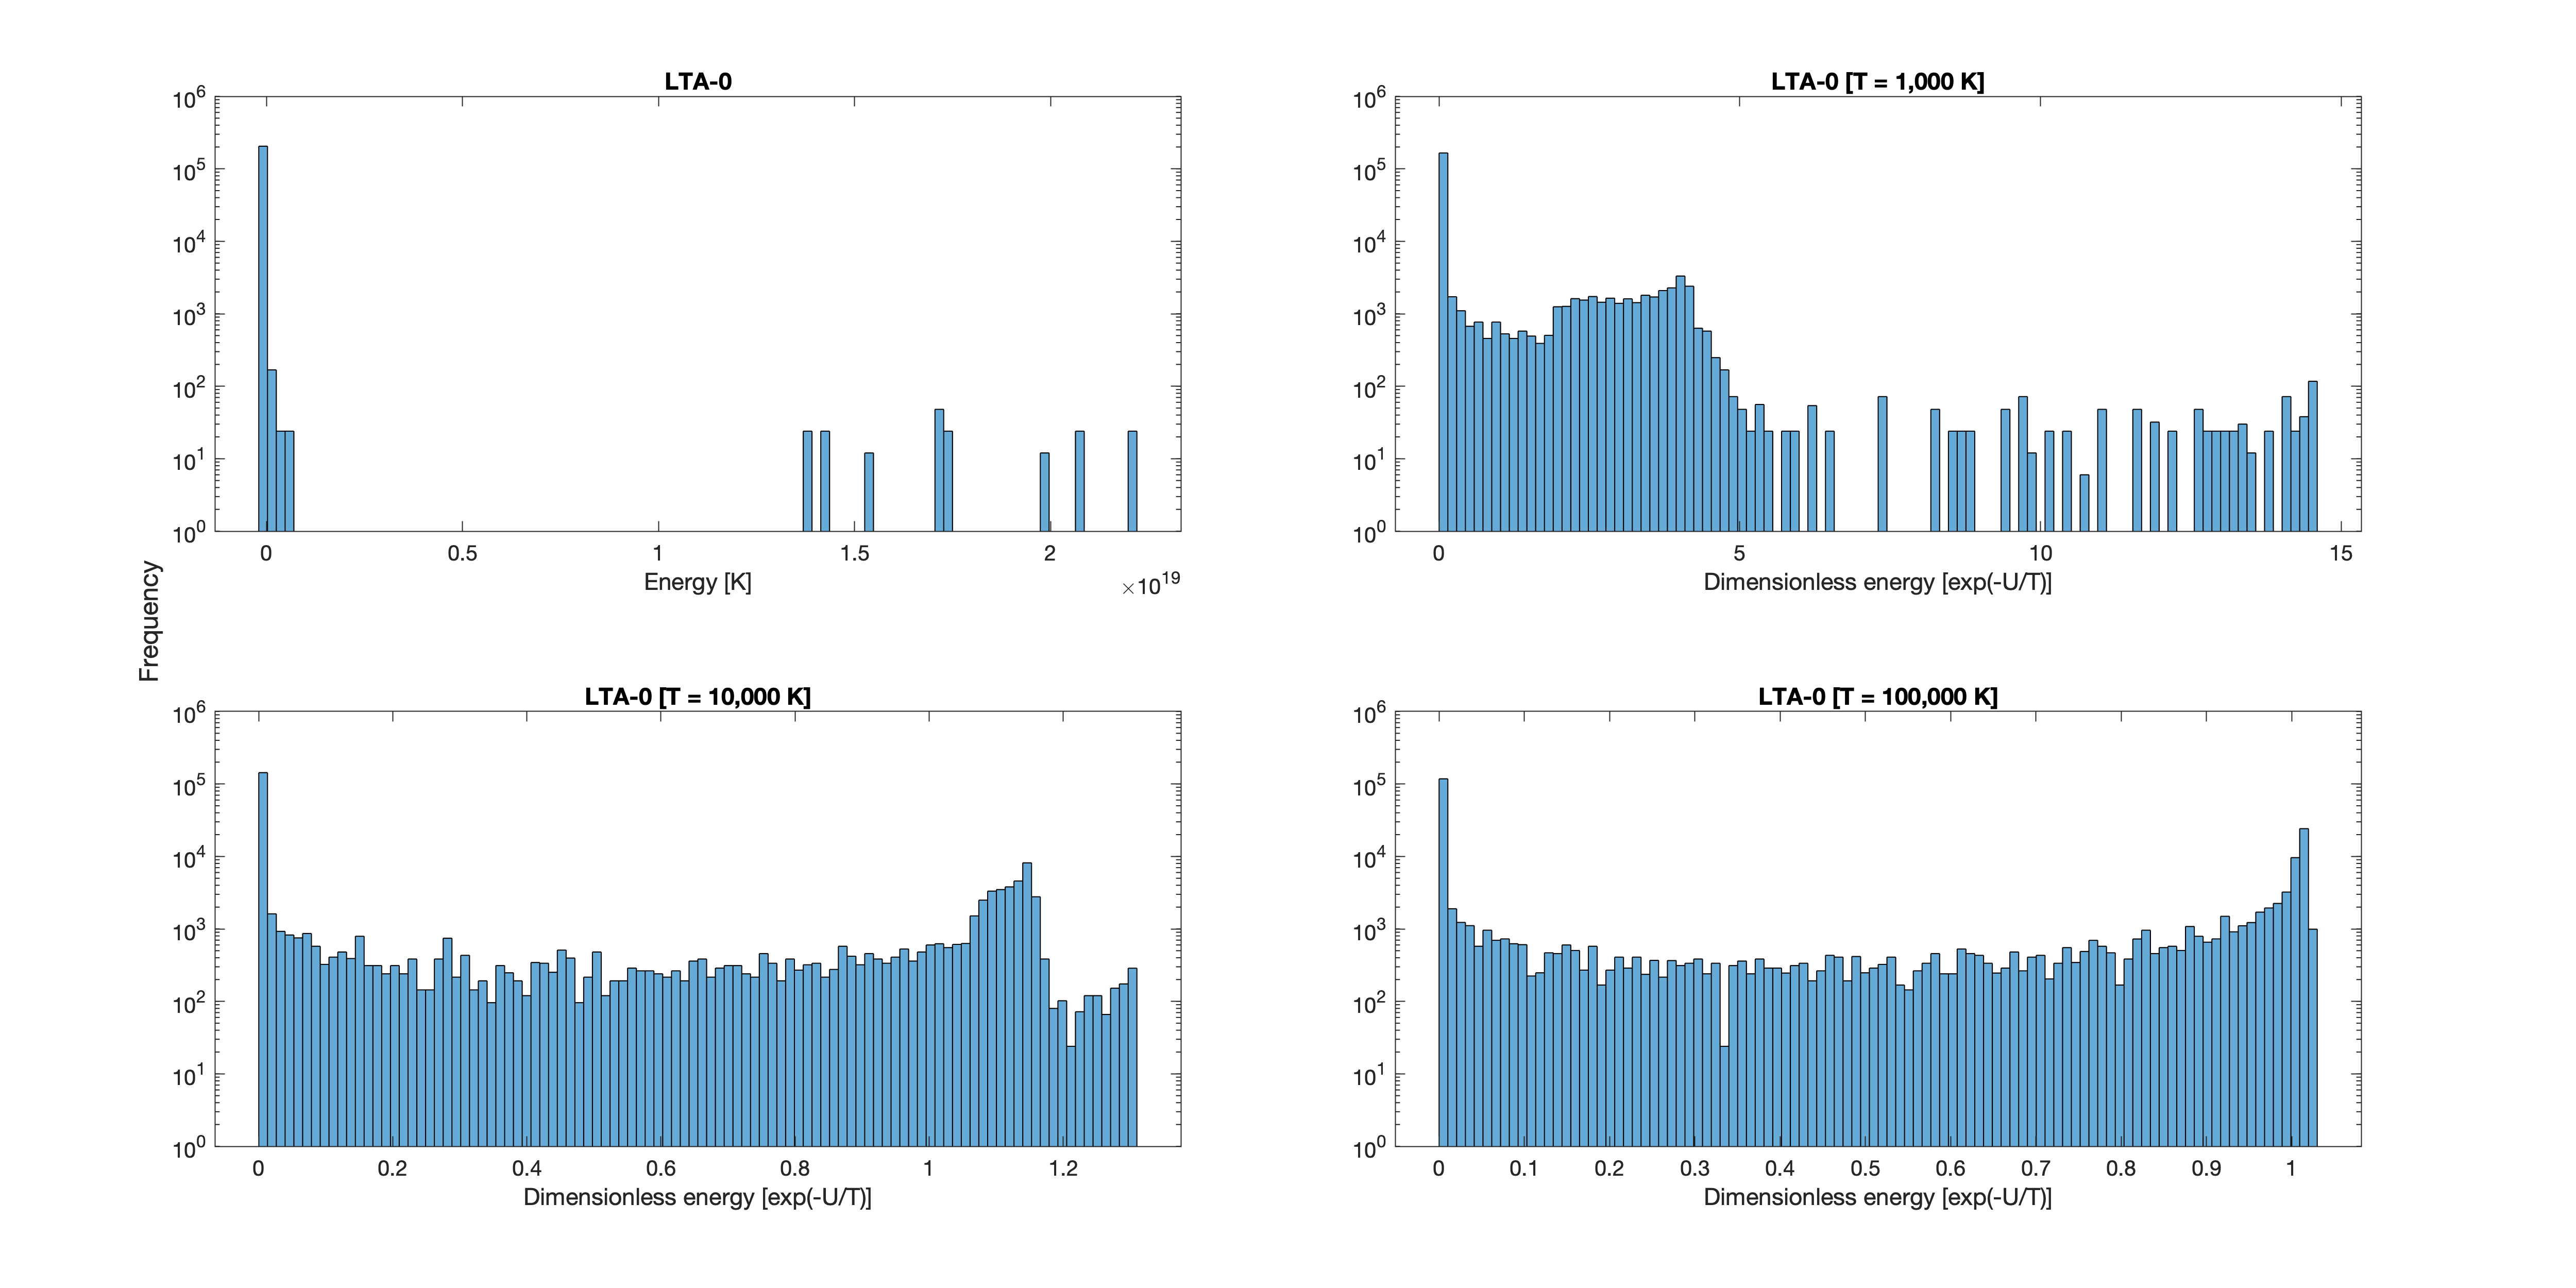 LTA-0
10^6
10^5
10^4
10^3
10^2
10^1
10^0
0 0.5 1 1.5 2
Energy [K]
×10^19
LTA-0 [T = 1,000 K]
10^6
10^5
10^4
10^3
10^2
10^1
10^0
0 5 10 15
Dimensionless energy [exp(-U/T)]
Frequency
LTA-0 [T = 10,000 K]
10^6
10^5
10^4
10^3
10^2
10^1
10^0
0 0.2 0.4 0.6 0.8 1 1.2
Dimensionless energy [exp(-U/T)]
LTA-0 [T = 100,000 K]
10^6
10^5
10^4
10^3
10^2
10^1
10^0
0 0.1 0.2 0.3 0.4 0.5 0.6 0.7 0.8 0.9 1
Dimensionless energy [exp(-U/T)]